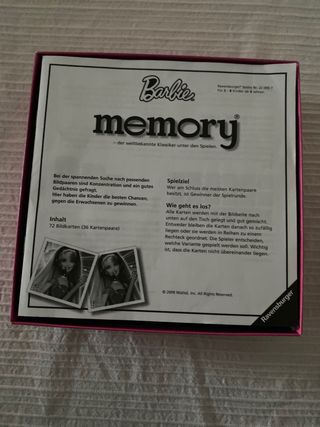 Barbie
memory®
– der weltbekannte Klassiker unter den Spielen.
Bei der spannenden Suche nach passenden
Bildpaaren sind Konzentration und ein gutes
Gedächtnis gefragt.
Hier haben die Kinder die besten Chancen,
gegen die Erwachsenen zu gewinnen.
Inhalt
72 Bildkarten (36 Kartenpaare)
Spielziel
Wer am Schluss die meisten Kartenpaare
besitzt, ist Gewinner der Spielrunde.
Wie geht es los?
Alle Karten werden mit der Bildseite nach
unten auf den Tisch gelegt und gut gemischt.
Entweder bleiben die Karten danach so zufällig
liegen oder sie werden in Reihen zu einem
Rechteck geordnet. Die Spieler entscheiden,
welche Variante gespielt werden soll. Wichtig
ist, dass die Karten nicht übereinander liegen.
Mattel, Inc. All Rights Reserved.
Ravensburger